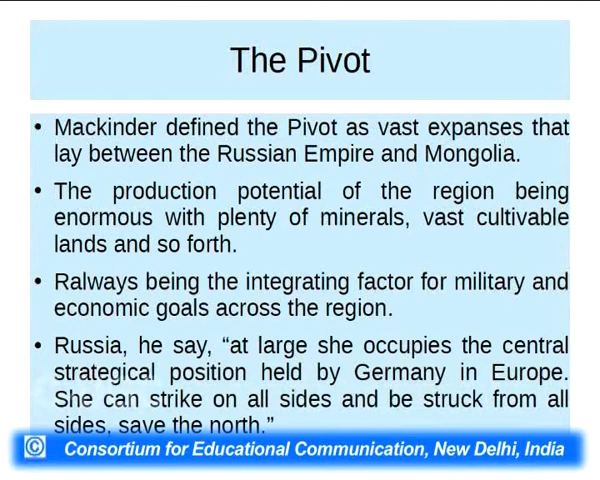 The Pivot
• Mackinder defined the Pivot as vast expanses that
lay between the Russian Empire and Mongolia.
• The production potential of the region being
enormous with plenty of minerals, vast cultivable
lands and so forth.
• Ralways being the integrating factor for military and
economic goals across the region.
• Russia, he say, “at large she occupies the central
strategical position held by Germany in Europe.
She can strike on all sides and be struck from all
sides, save the north.”
© Consortium for Educational Communication, New Delhi, India